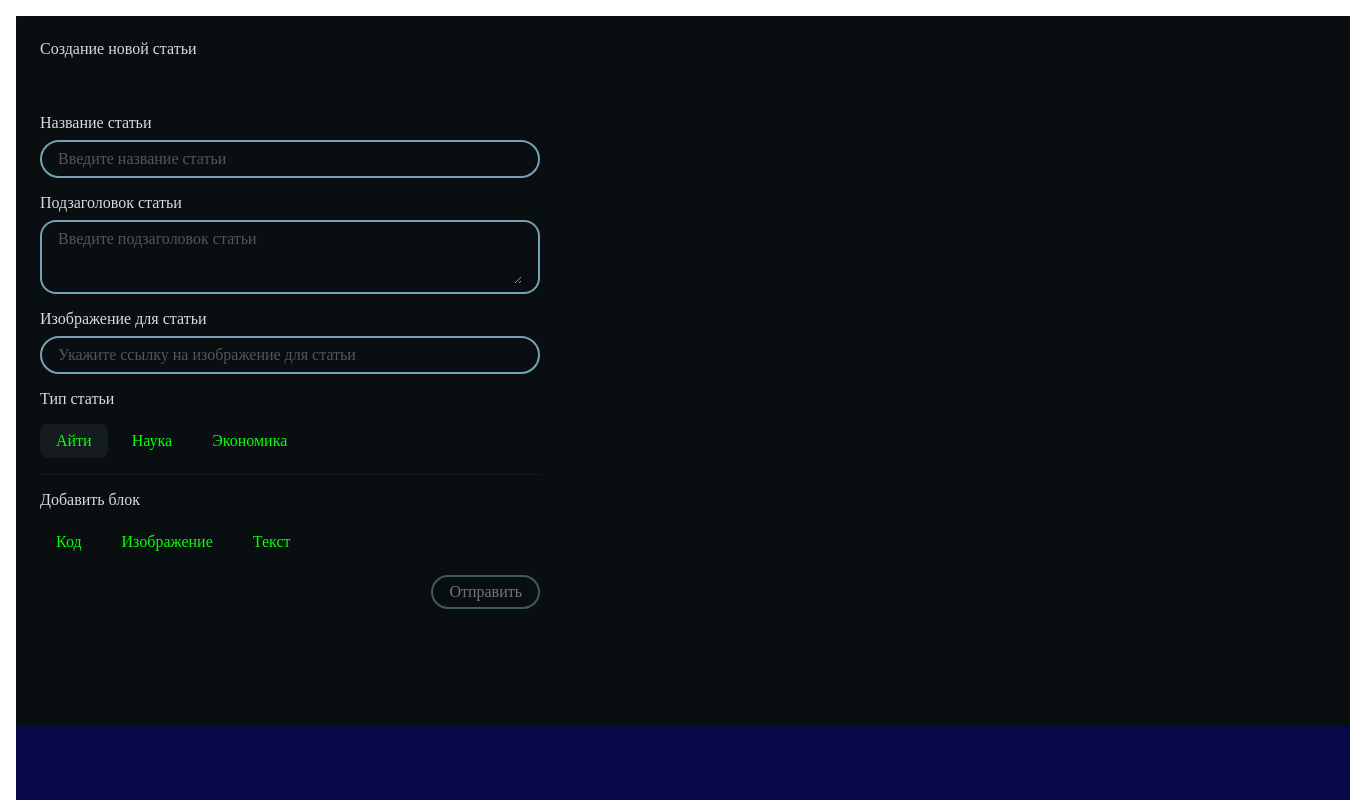 Создание новой статьи
Название статьи
Введите название статьи
Подзаголовок статьи
Введите подзаголовок статьи
Изображение для статьи
Укажите ссылку на изображение для статьи
Тип статьи
Айти Наука Экономика
Добавить блок
Код Изображение Текст
Отправить